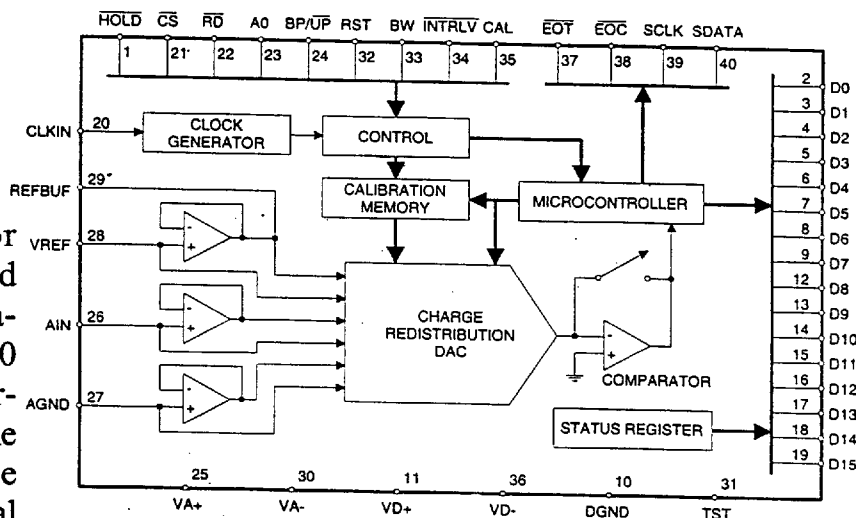 HOLD CS RD A0 BP/UP RST BW INTRLV CAL EOT EOC SCLK SDATA
1 21 22 23 24 32 33 34 35 37 38 39 40
2 D0
3 D1
4 D2
5 D3
6 D4
7 D5
8 D6
9 D7
12 D8
13 D9
14 D10
15 D11
16 D12
17 D13
18 D14
19 D15
CLKIN 20
CLOCK
GENERATOR
CONTROL
REFBUF 29
CALIBRATION
MEMORY
MICROCONTROLLER
or
VREF 28
- +
d
a-
AIN 26
- +
0
r-
AGND 27
- +
e
e
al
CHARGE
REDISTRIBUTION
DAC
- +
COMPARATOR
STATUS REGISTER
25 30 11 36 10 31
VA+ VA- VD+ VD- DGND TST